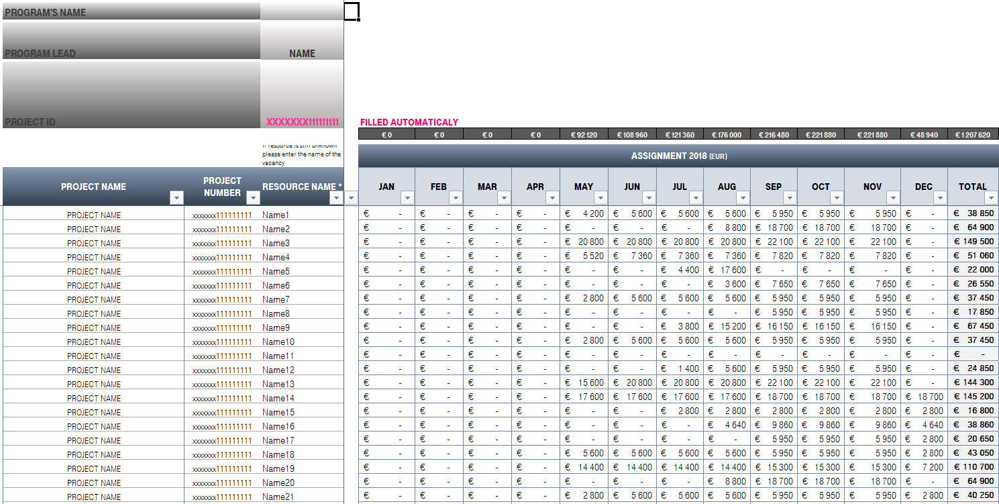 PROGRAM'S NAME
PROGRAM LEAD NAME
PROJECT ID XXXXXXX111111111
FILLED AUTOMATICALY
€ 0 € 0 € 0 € 0 € 92 120 € 108 960 € 121 360 € 176 000 € 216 480 € 221 880 € 221 880 € 48 940 € 1 207 620
If resource is still unknown
please enter the name of the
vacancy
ASSIGNMENT 2018 (EUR)
PROJECT NAME PROJECT NUMBER RESOURCE NAME * JAN FEB MAR APR MAY JUN JUL AUG SEP OCT NOV DEC TOTAL
PROJECT NAME xxxxxxx111111111 Name1 € - € - € - € - € 4 200 € 5 600 € 5 600 € 5 600 € 5 950 € 5 950 € 5 950 € - € 38 850
PROJECT NAME xxxxxxx111111111 Name2 € - € - € - € - € - € - € - € 8 800 € 18 700 € 18 700 € 18 700 € - € 64 900
PROJECT NAME xxxxxxx111111111 Name3 € - € - € - € - € 20 800 € 20 800 € 20 800 € 20 800 € 22 100 € 22 100 € 22 100 € - € 149 500
PROJECT NAME xxxxxxx111111111 Name4 € - € - € - € - € 5 520 € 7 360 € 7 360 € 7 360 € 7 820 € 7 820 € 7 820 € - € 51 060
PROJECT NAME xxxxxxx111111111 Name5 € - € - € - € - € - € - € 4 400 € 17 600 € - € - € - € - € 22 000
PROJECT NAME xxxxxxx111111111 Name6 € - € - € - € - € - € - € - € 3 600 € 7 650 € 7 650 € 7 650 € - € 26 550
PROJECT NAME xxxxxxx111111111 Name7 € - € - € - € - € 2 800 € 5 600 € 5 600 € 5 600 € 5 950 € 5 950 € 5 950 € - € 37 450
PROJECT NAME xxxxxxx111111111 Name8 € - € - € - € - € - € - € - € - € 5 950 € 5 950 € 5 950 € - € 17 850
PROJECT NAME xxxxxxx111111111 Name9 € - € - € - € - € - € - € 3 800 € 15 200 € 16 150 € 16 150 € 16 150 € - € 67 450
PROJECT NAME xxxxxxx111111111 Name10 € - € - € - € - € 2 800 € 5 600 € 5 600 € 5 600 € 5 950 € 5 950 € 5 950 € - € 37 450
PROJECT NAME xxxxxxx111111111 Name11 € - € - € - € - € - € - € - € - € - € - € - € - € -
PROJECT NAME xxxxxxx111111111 Name12 € - € - € - € - € - € - € 1 400 € 5 600 € 5 950 € 5 950 € 5 950 € - € 24 850
PROJECT NAME xxxxxxx111111111 Name13 € - € - € - € - € 15 600 € 20 800 € 20 800 € 20 800 € 22 100 € 22 100 € 22 100 € - € 144 300
PROJECT NAME xxxxxxx111111111 Name14 € - € - € - € - € 17 600 € 17 600 € 17 600 € 17 600 € 18 700 € 18 700 € 18 700 € 18 700 € 145 200
PROJECT NAME xxxxxxx111111111 Name15 € - € - € - € - € - € - € 2 800 € 2 800 € 2 800 € 2 800 € 2 800 € 2 800 € 16 800
PROJECT NAME xxxxxxx111111111 Name16 € - € - € - € - € - € - € - € 4 640 € 9 860 € 9 860 € 9 860 € 4 640 € 38 860
PROJECT NAME xxxxxxx111111111 Name17 € - € - € - € - € - € - € - € - € 5 950 € 5 950 € 5 950 € 2 800 € 20 650
PROJECT NAME xxxxxxx111111111 Name18 € - € - € - € - € 5 600 € 5 600 € 5 600 € 5 600 € 5 950 € 5 950 € 5 950 € 2 800 € 43 050
PROJECT NAME xxxxxxx111111111 Name19 € - € - € - € - € 14 400 € 14 400 € 14 400 € 14 400 € 15 300 € 15 300 € 15 300 € 7 200 € 110 700
PROJECT NAME xxxxxxx111111111 Name20 € - € - € - € - € - € - € - € 8 800 € 18 700 € 18 700 € 18 700 € - € 64 900
PROJECT NAME xxxxxxx111111111 Name21 € - € - € - € - € 2 800 € 5 600 € 5 600 € 5 600 € 5 950 € 5 950 € 5 950 € 2 800 € 40 250